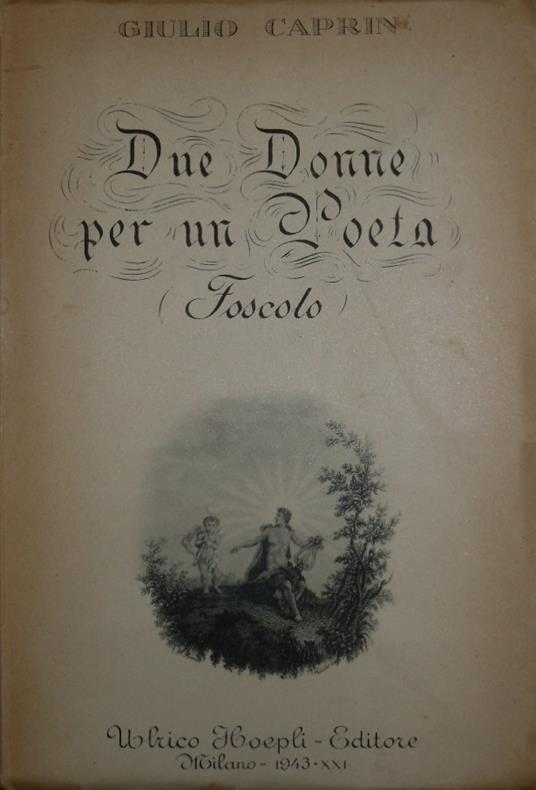 GIULIO CAPRIN
Due Donne
per un Poeta
(Foscolo)
Ulrico Hoepli - Editore
Milano - 1943 · XXI